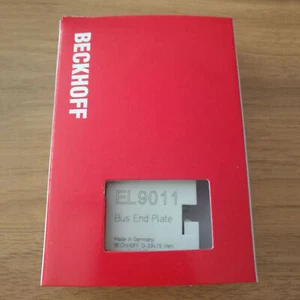 BECKHOFF
EL9011
Bus End Plate
Made in Germany